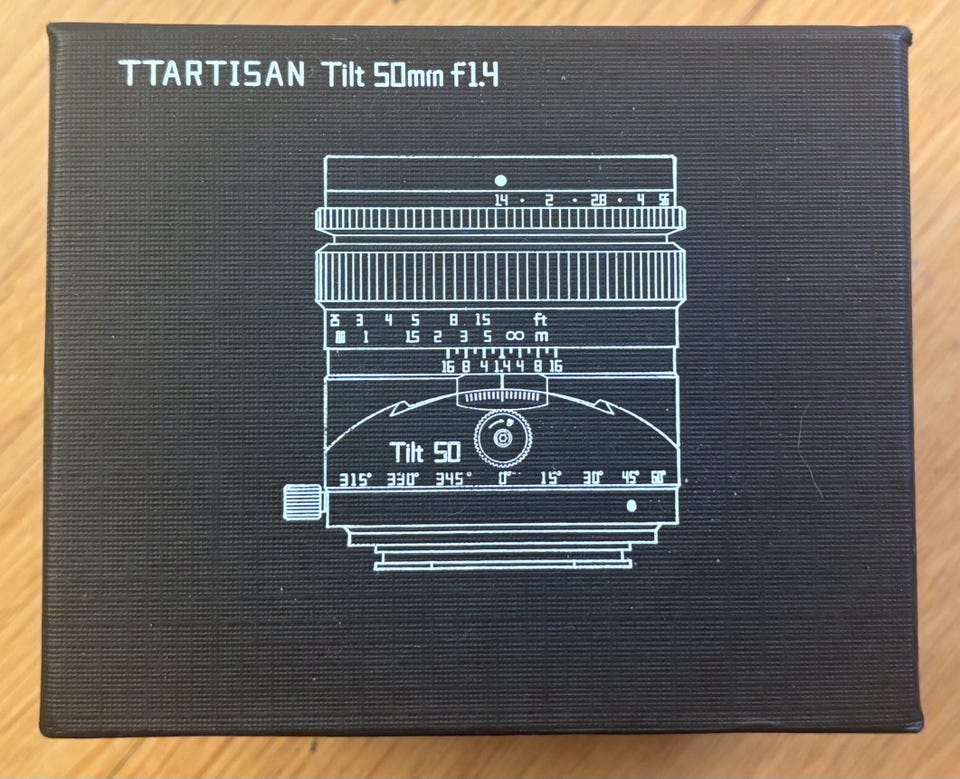 TTARTISAN Tilt 50mm f1.4
1.4 · 2 · 2.8 · 4 5.6
3 4 5 8 15 ft
1 1.5 2 3 5 ∞ m
16 8 4 1.4 4 8 16
Tilt 50
315° 330° 345° 0° 15° 30° 45° 60°